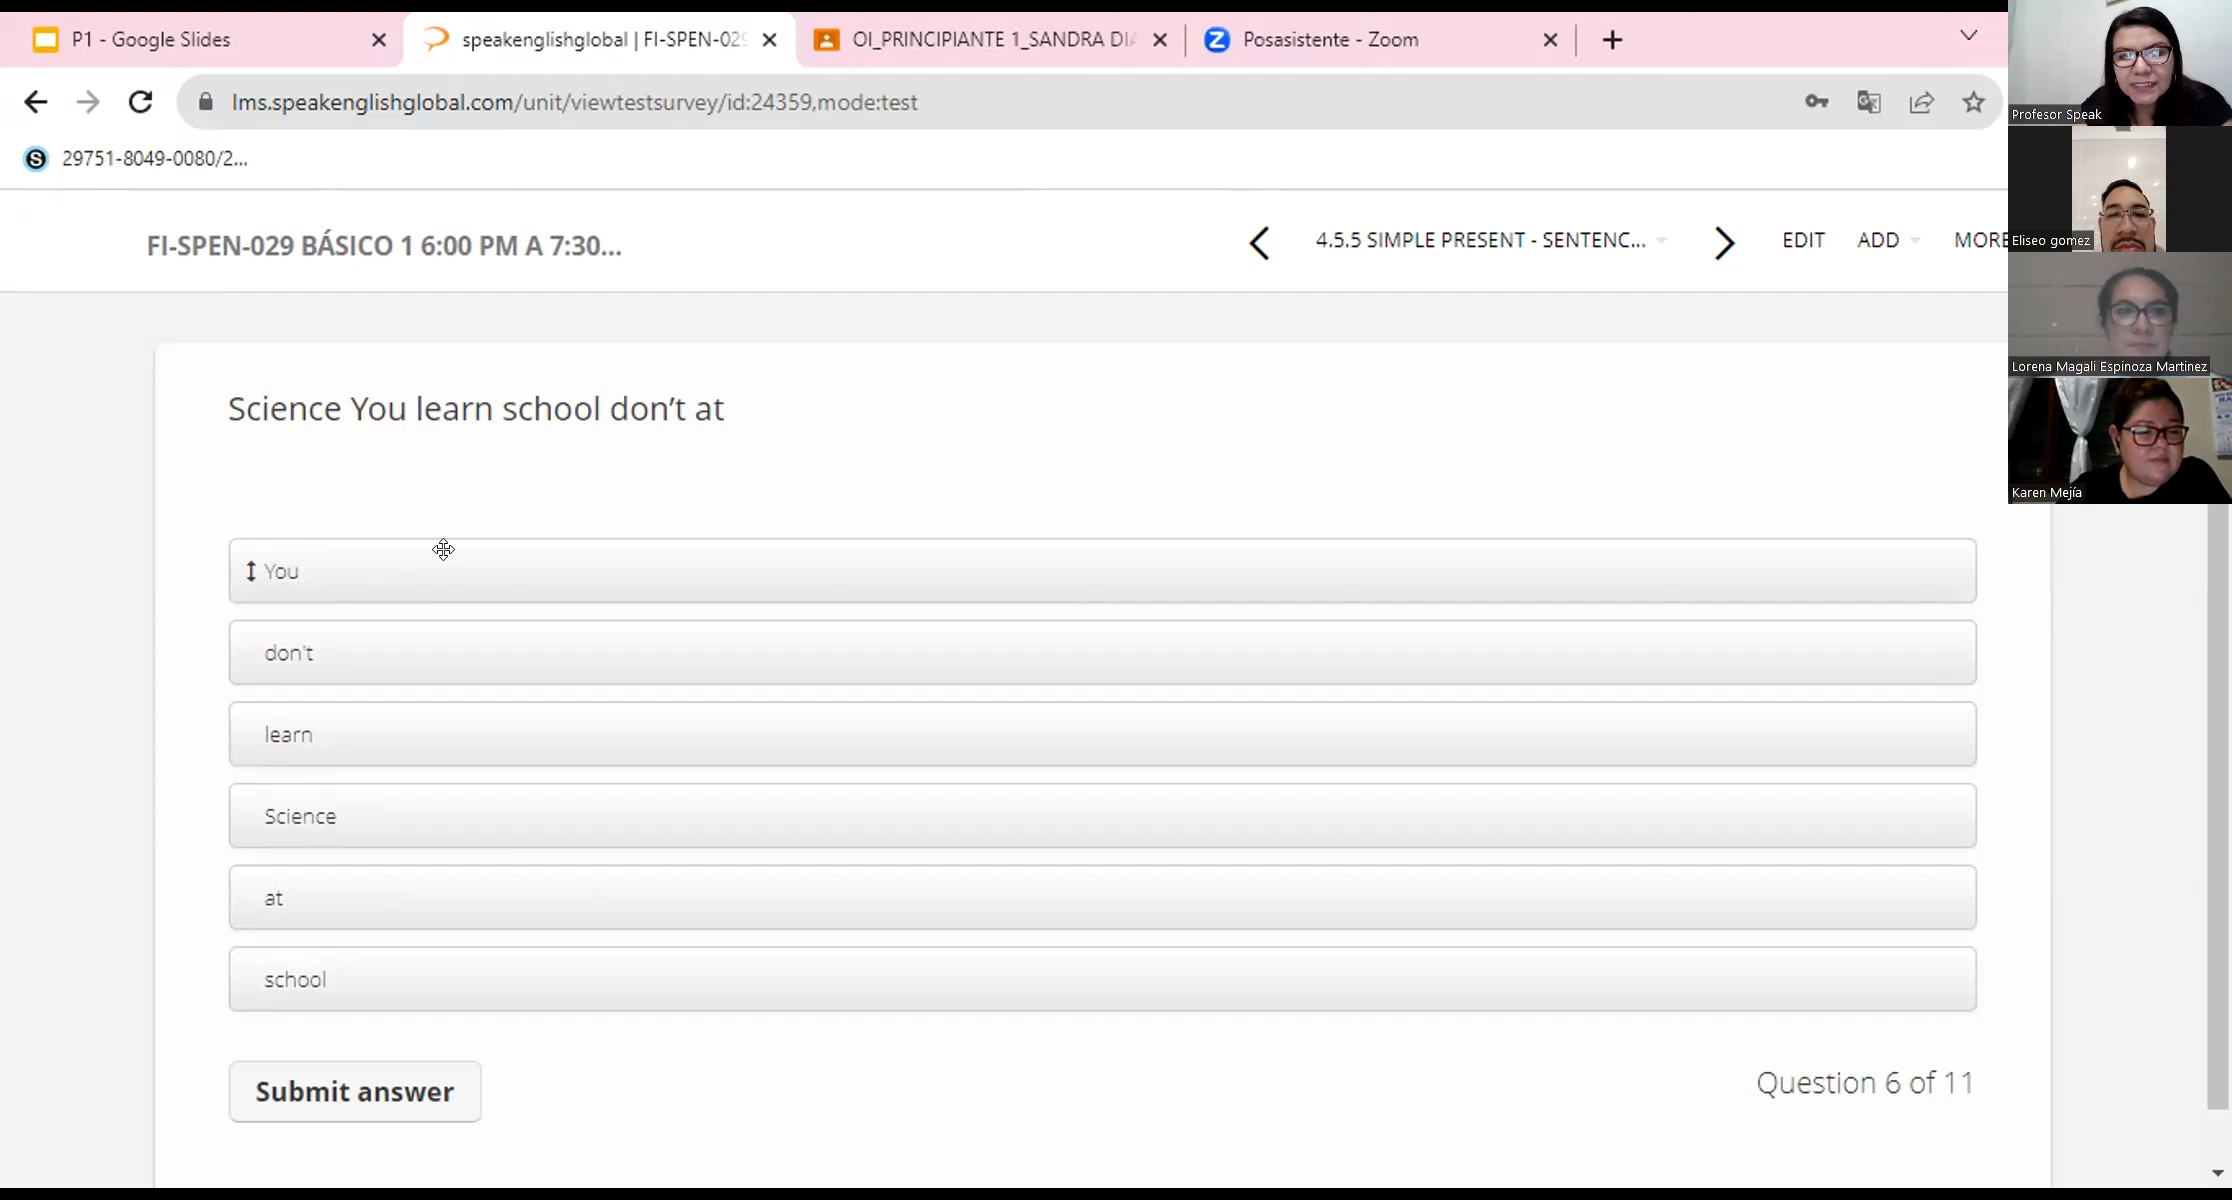 P1 - Google Slides
speakenglishglobal | FI-SPEN-029
OI_PRINCIPIANTE 1_SANDRA DIA
Posasistente - Zoom
lms.speakenglishglobal.com/unit/viewtestsurvey/id:24359,mode:test
29751-8049-0080/2...
FI-SPEN-029 BÁSICO 1 6:00 PM A 7:30...
4.5.5 SIMPLE PRESENT - SENTENC...
EDIT
ADD
MORE
Science You learn school don’t at
You
don't
learn
Science
at
school
Submit answer
Question 6 of 11
Profesor Speak
Eliseo gomez
Lorena Magali Espinoza Martinez
Karen Mejía